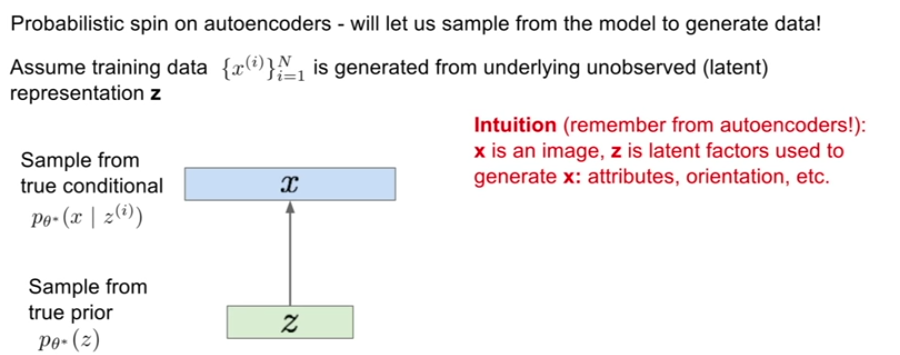 Probabilistic spin on autoencoders - will let us sample from the model to generate data!
Assume training data {x^{(i)}}_{i=1}^{N} is generated from underlying unobserved (latent)
representation z
Intuition (remember from autoencoders!):
x is an image, z is latent factors used to
generate x: attributes, orientation, etc.
Sample from
true conditional
p_{θ*}(x | z^{(i)})
x
Sample from
true prior
p_{θ*}(z)
z